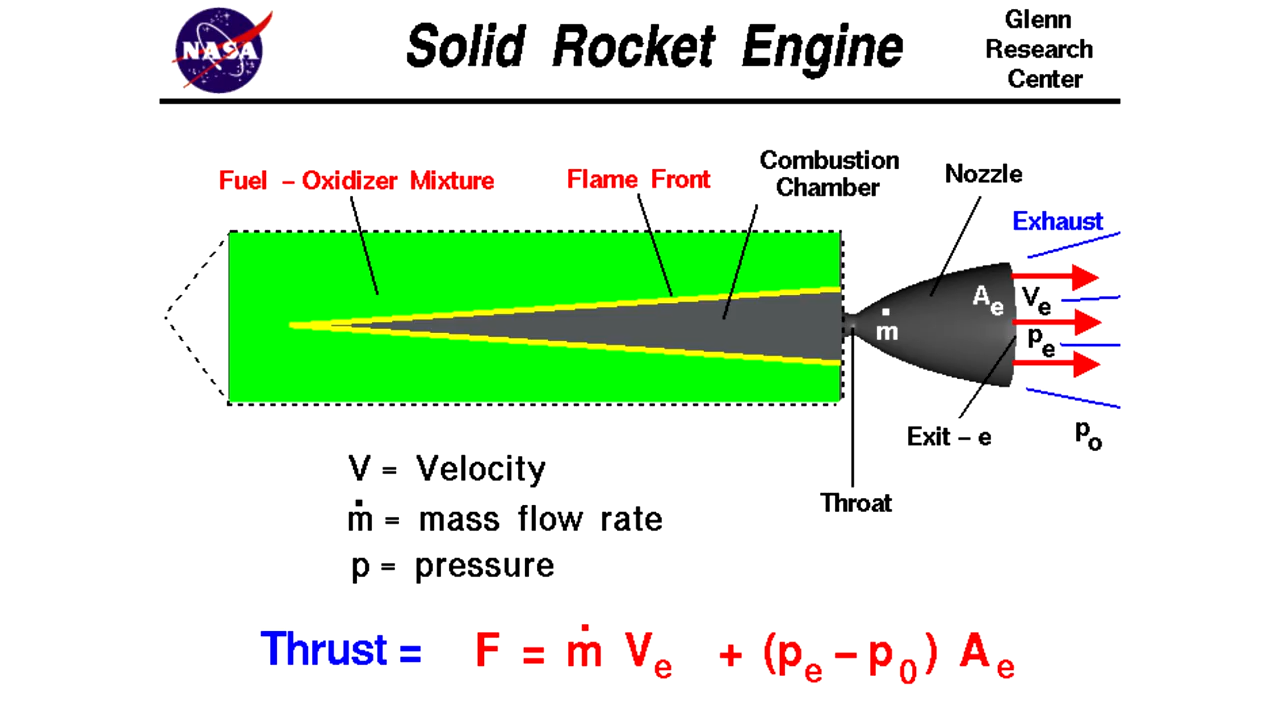 NASA
Solid Rocket Engine
Glenn
Research
Center
Fuel – Oxidizer Mixture
Flame Front
Combustion
Chamber
Nozzle
Exhaust
Aₑ
Vₑ
ṁ
pₑ
Exit – e
pₒ
Throat
V = Velocity
ṁ = mass flow rate
p = pressure
Thrust = F = ṁ Vₑ + (pₑ – p₀) Aₑ